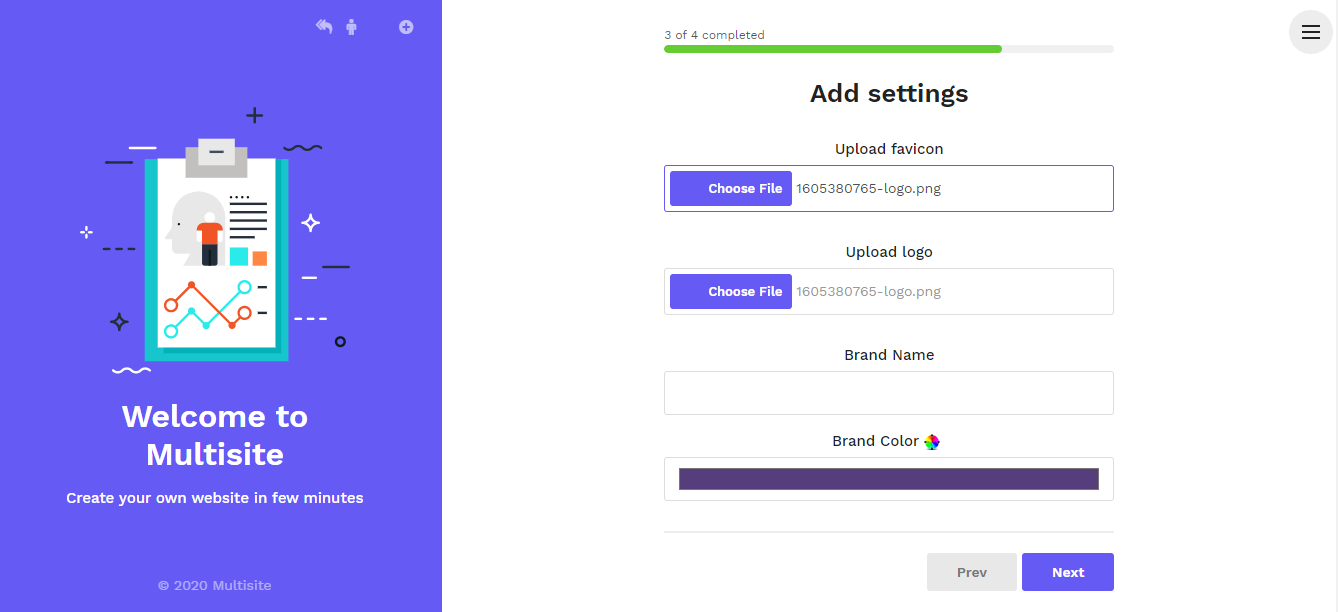 Welcome to
Multisite
Create your own website in few minutes
© 2020 Multisite
3 of 4 completed
Add settings
Upload favicon
Choose File 1605380765-logo.png
Upload logo
Choose File 1605380765-logo.png
Brand Name
Brand Color
Prev Next